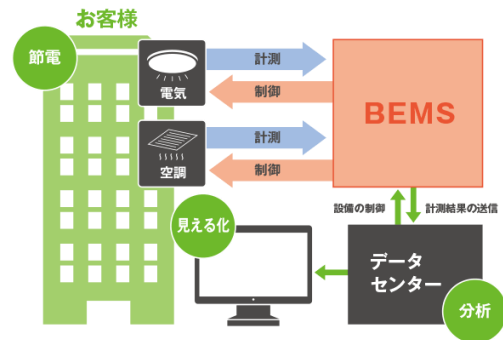 お客様
節電
電気
計測
制御
BEMS
空調
計測
制御
見える化
設備の制御
計測結果の送信
データ
センター
分析